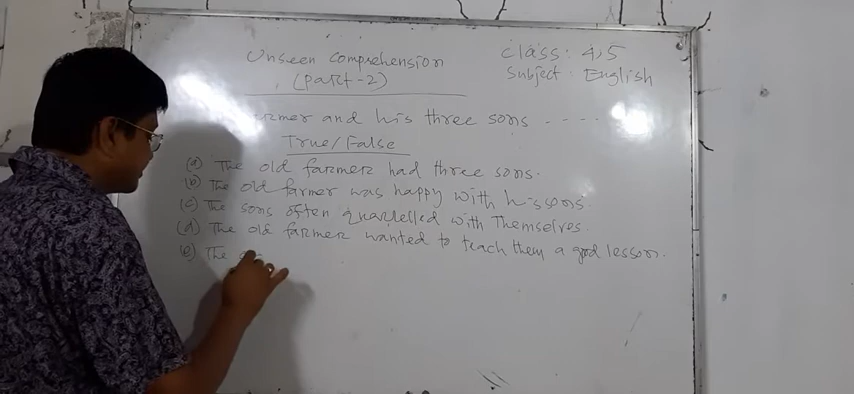 Unseen Comprehension
(Part-2)
Class: 4,5
Subject: English
farmer and his three sons ....
True/False
(a) The old farmer had three sons.
(b) The old farmer was happy with his sons.
(c) The sons often quarrelled with themselves.
(d) The old farmer wanted to teach them a good lesson.
(e) The